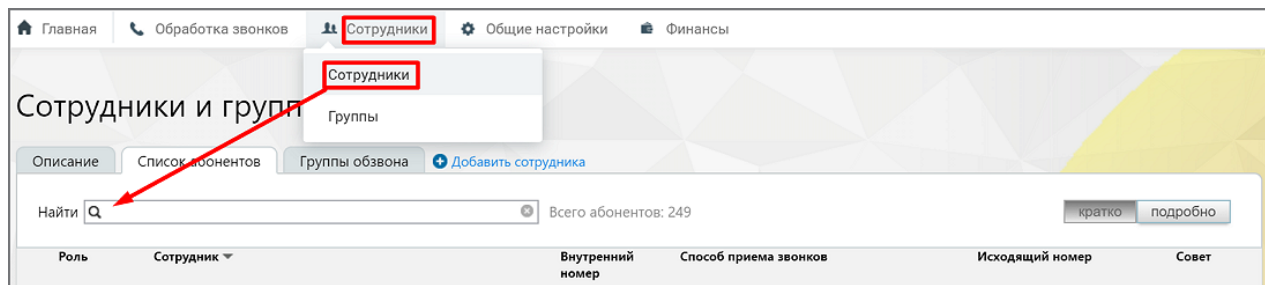 Главная Обработка звонков Сотрудники Общие настройки Финансы
Сотрудники
Группы
Сотрудники и групп
Описание Список абонентов Группы обзвона Добавить сотрудника
Найти Всего абонентов: 249 кратко подробно
Роль Сотрудник Внутренний номер Способ приема звонков Исходящий номер Совет